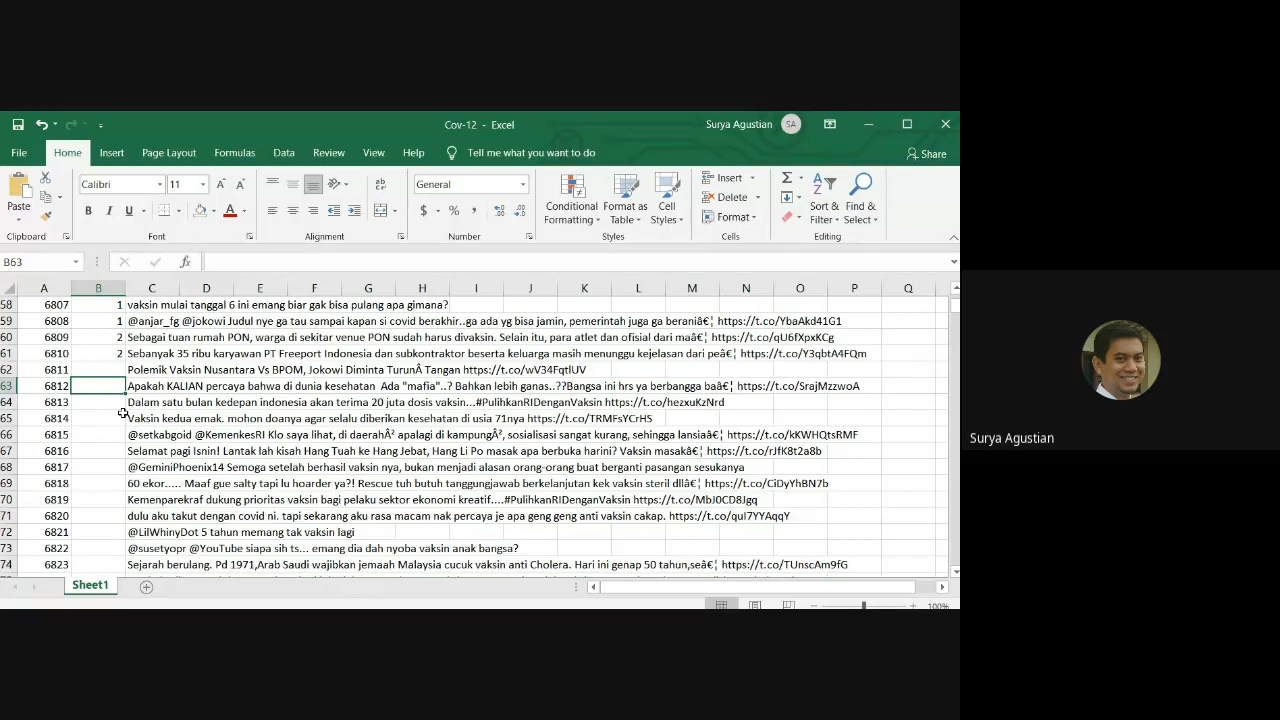 Cov-12 - Excel
Surya Agustian
SA
File Home Insert Page Layout Formulas Data Review View Help Tell me what you want to do
Share
Paste
Calibri 11
B I U A
General
$ % ,
Conditional Formatting
Format as Table
Cell Styles
Insert
Delete
Format
Sort & Filter
Find & Select
Clipboard Font Alignment Number Styles Cells Editing
B63 fx
A B C D E F G H I J K L M N O P Q
58 6807 1 vaksin mulai tanggal 6 ini emang biar gak bisa pulang apa gimana?
59 6808 1 @anjar_fg @jokowi Judul nye ga tau sampai kapan si covid berakhir..ga ada yg bisa jamin, pemerintah juga ga beraniâ€¦ https://t.co/YbaAkd41G1
60 6809 2 Sebagai tuan rumah PON, warga di sekitar venue PON sudah harus divaksin. Selain itu, para atlet dan ofisial dari maâ€¦ https://t.co/qU6fXpxKCg
61 6810 2 Sebanyak 35 ribu karyawan PT Freeport Indonesia dan subkontraktor beserta keluarga masih menunggu kejelasan dari peâ€¦ https://t.co/Y3qbtA4FQm
62 6811 Polemik Vaksin Nusantara Vs BPOM, Jokowi Diminta TurunÂ Tangan https://t.co/wV34FqtlUV
63 6812 Apakah KALIAN percaya bahwa di dunia kesehatan Ada "mafia"..? Bahkan lebih ganas..??Bangsa ini hrs ya berbangga baâ€¦ https://t.co/SrajMzzwoA
64 6813 Dalam satu bulan kedepan indonesia akan terima 20 juta dosis vaksin...#PulihkanRIDenganVaksin https://t.co/hezxuKzNrd
65 6814 Vaksin kedua emak. mohon doanya agar selalu diberikan kesehatan di usia 71nya https://t.co/TRMFsYCrHS
66 6815 @setkabgoid @KemenkesRI Klo saya lihat, di daerahÂ² apalagi di kampungÂ², sosialisasi sangat kurang, sehingga lansiaâ€¦ https://t.co/kKWHQtsRMF
67 6816 Selamat pagi Isnin! Lantak lah kisah Hang Tuah ke Hang Jebat, Hang Li Po masak apa berbuka harini? Vaksin masakâ€¦ https://t.co/rJfK8t2a8b
68 6817 @GeminiPhoenix14 Semoga setelah berhasil vaksin nya, bukan menjadi alasan orang-orang buat berganti pasangan sesukanya
69 6818 60 ekor..... Maaf gue salty tapi lu hoarder ya?! Rescue tuh butuh tanggungjawab berkelanjutan kek vaksin steril dllâ€¦ https://t.co/CiDyYhBN7b
70 6819 Kemenparekraf dukung prioritas vaksin bagi pelaku sektor ekonomi kreatif....#PulihkanRIDenganVaksin https://t.co/MbJ0CD8Jgq
71 6820 dulu aku takut dengan covid ni. tapi sekarang aku rasa macam nak percaya je apa geng geng anti vaksin cakap. https://t.co/quI7YYAqqY
72 6821 @LilWhinyDot 5 tahun memang tak vaksin lagi
73 6822 @susetyopr @YouTube siapa sih ts... emang dia dah nyoba vaksin anak bangsa?
74 6823 Sejarah berulang. Pd 1971,Arab Saudi wajibkan jemaah Malaysia cucuk vaksin anti Cholera. Hari ini genap 50 tahun,seâ€¦ https://t.co/TUnscAm9fG
Sheet1
100%
Surya Agustian